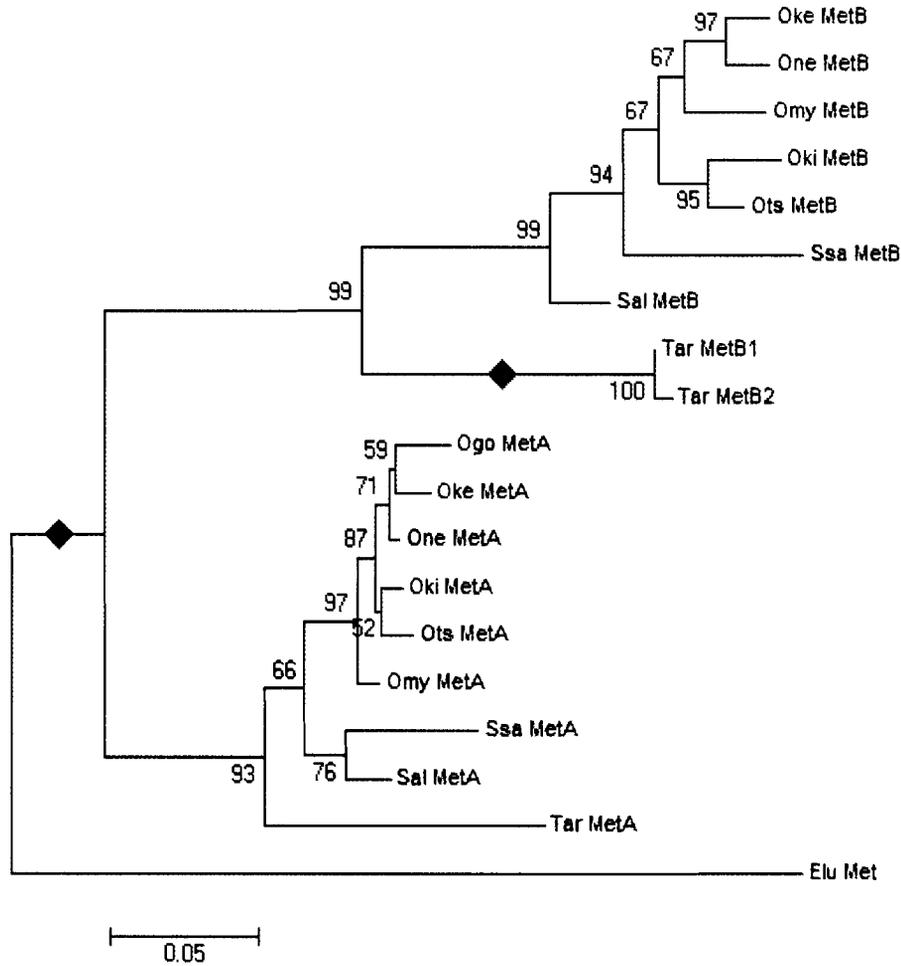 97
Oke MetB
One MetB
67
Omy MetB
67
Oki MetB
94
95
Ots MetB
99
Ssa MetB
99
Sal MetB
Tar MetB1
100
Tar MetB2
59
Ogo MetA
71
Oke MetA
87
One MetA
Oki MetA
97
52
Ots MetA
66
Omy MetA
Ssa MetA
76
Sal MetA
93
Tar MetA
Elu Met
0.05